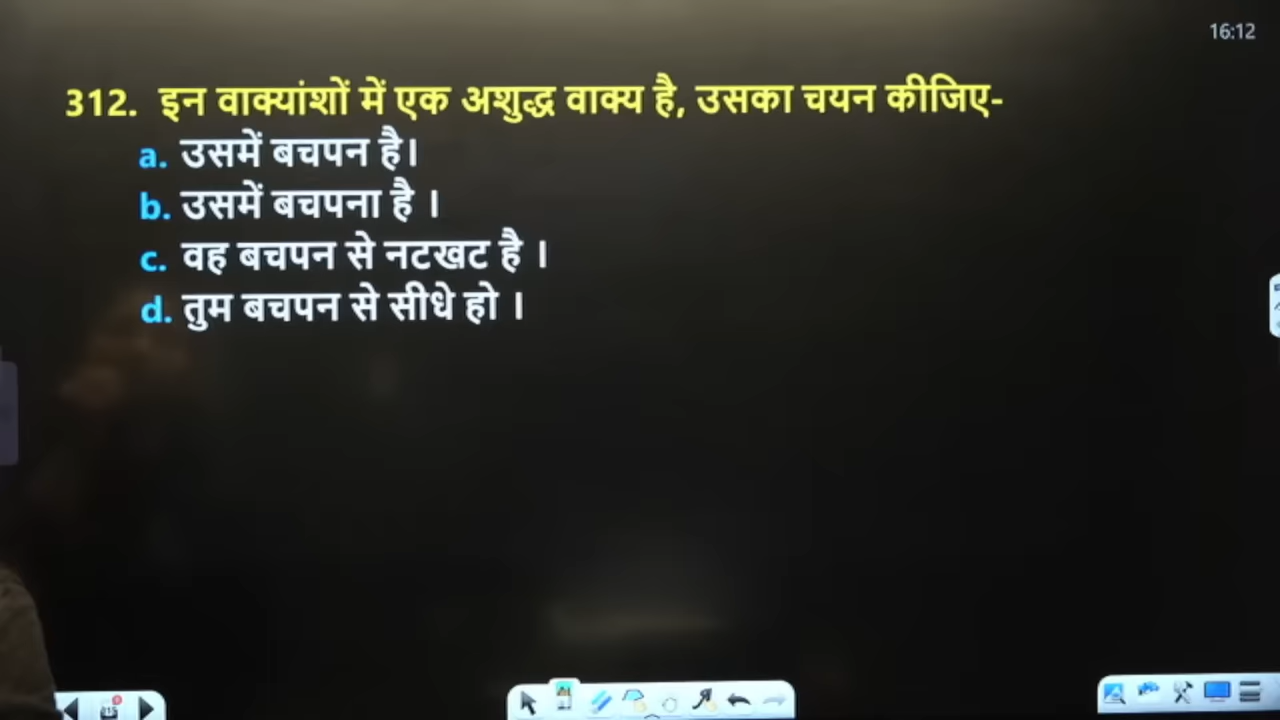 16:12
312. इन वाक्यांशों में एक अशुद्ध वाक्य है, उसका चयन कीजिए-
a. उसमें बचपन है।
b. उसमें बचपना है ।
c. वह बचपन से नटखट है ।
d. तुम बचपन से सीधे हो ।